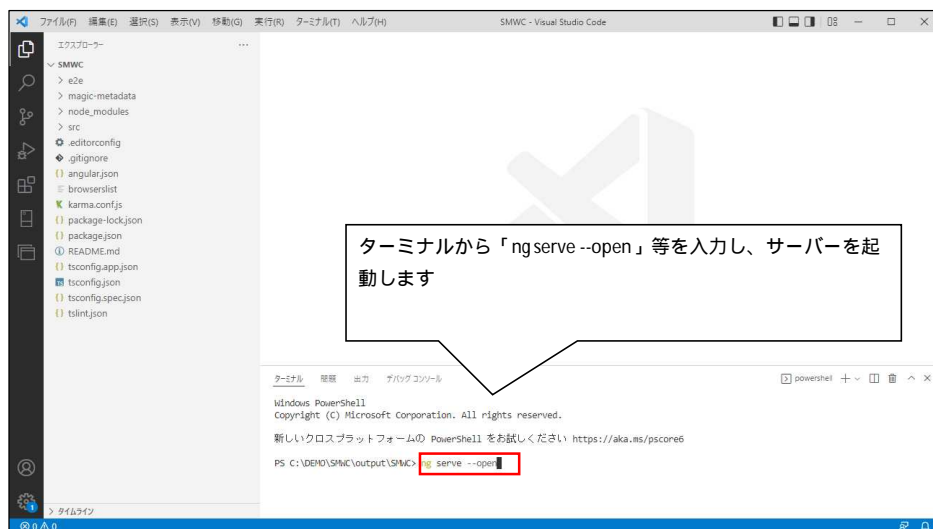 ファイル(F) 編集(E) 選択(S) 表示(V) 移動(G) 実行(R) ターミナル(T) ヘルプ(H) SMWC - Visual Studio Code
エクスプローラー
SMWC
e2e
magic-metadata
node_modules
src
.editorconfig
.gitignore
angular.json
browserslist
karma.conf.js
package-lock.json
package.json
README.md
tsconfig.app.json
tsconfig.json
tsconfig.spec.json
tslint.json
ターミナルから「ng serve --open」等を入力し、サーバーを起
動します
ターミナル 問題 出力 デバッグ コンソール powershell
Windows PowerShell
Copyright (C) Microsoft Corporation. All rights reserved.
新しいクロスプラットフォームの PowerShell をお試しください https://aka.ms/pscore6
PS C:\DEMO\SMWC\output\SMWC> ng serve --open
タイムライン
0 0